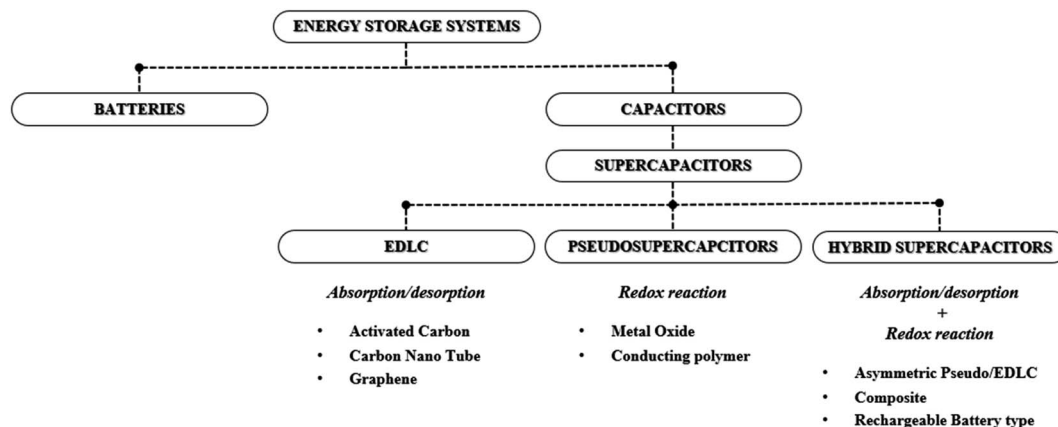 ENERGY STORAGE SYSTEMS
BATTERIES
CAPACITORS
SUPERCAPACITORS
EDLC
PSEUDOSUPERCAPCITORS
HYBRID SUPERCAPACITORS
Absorption/desorption
• Activated Carbon
• Carbon Nano Tube
• Graphene
Redox reaction
• Metal Oxide
• Conducting polymer
Absorption/desorption
+
Redox reaction
• Asymmetric Pseudo/EDLC
• Composite
• Rechargeable Battery type